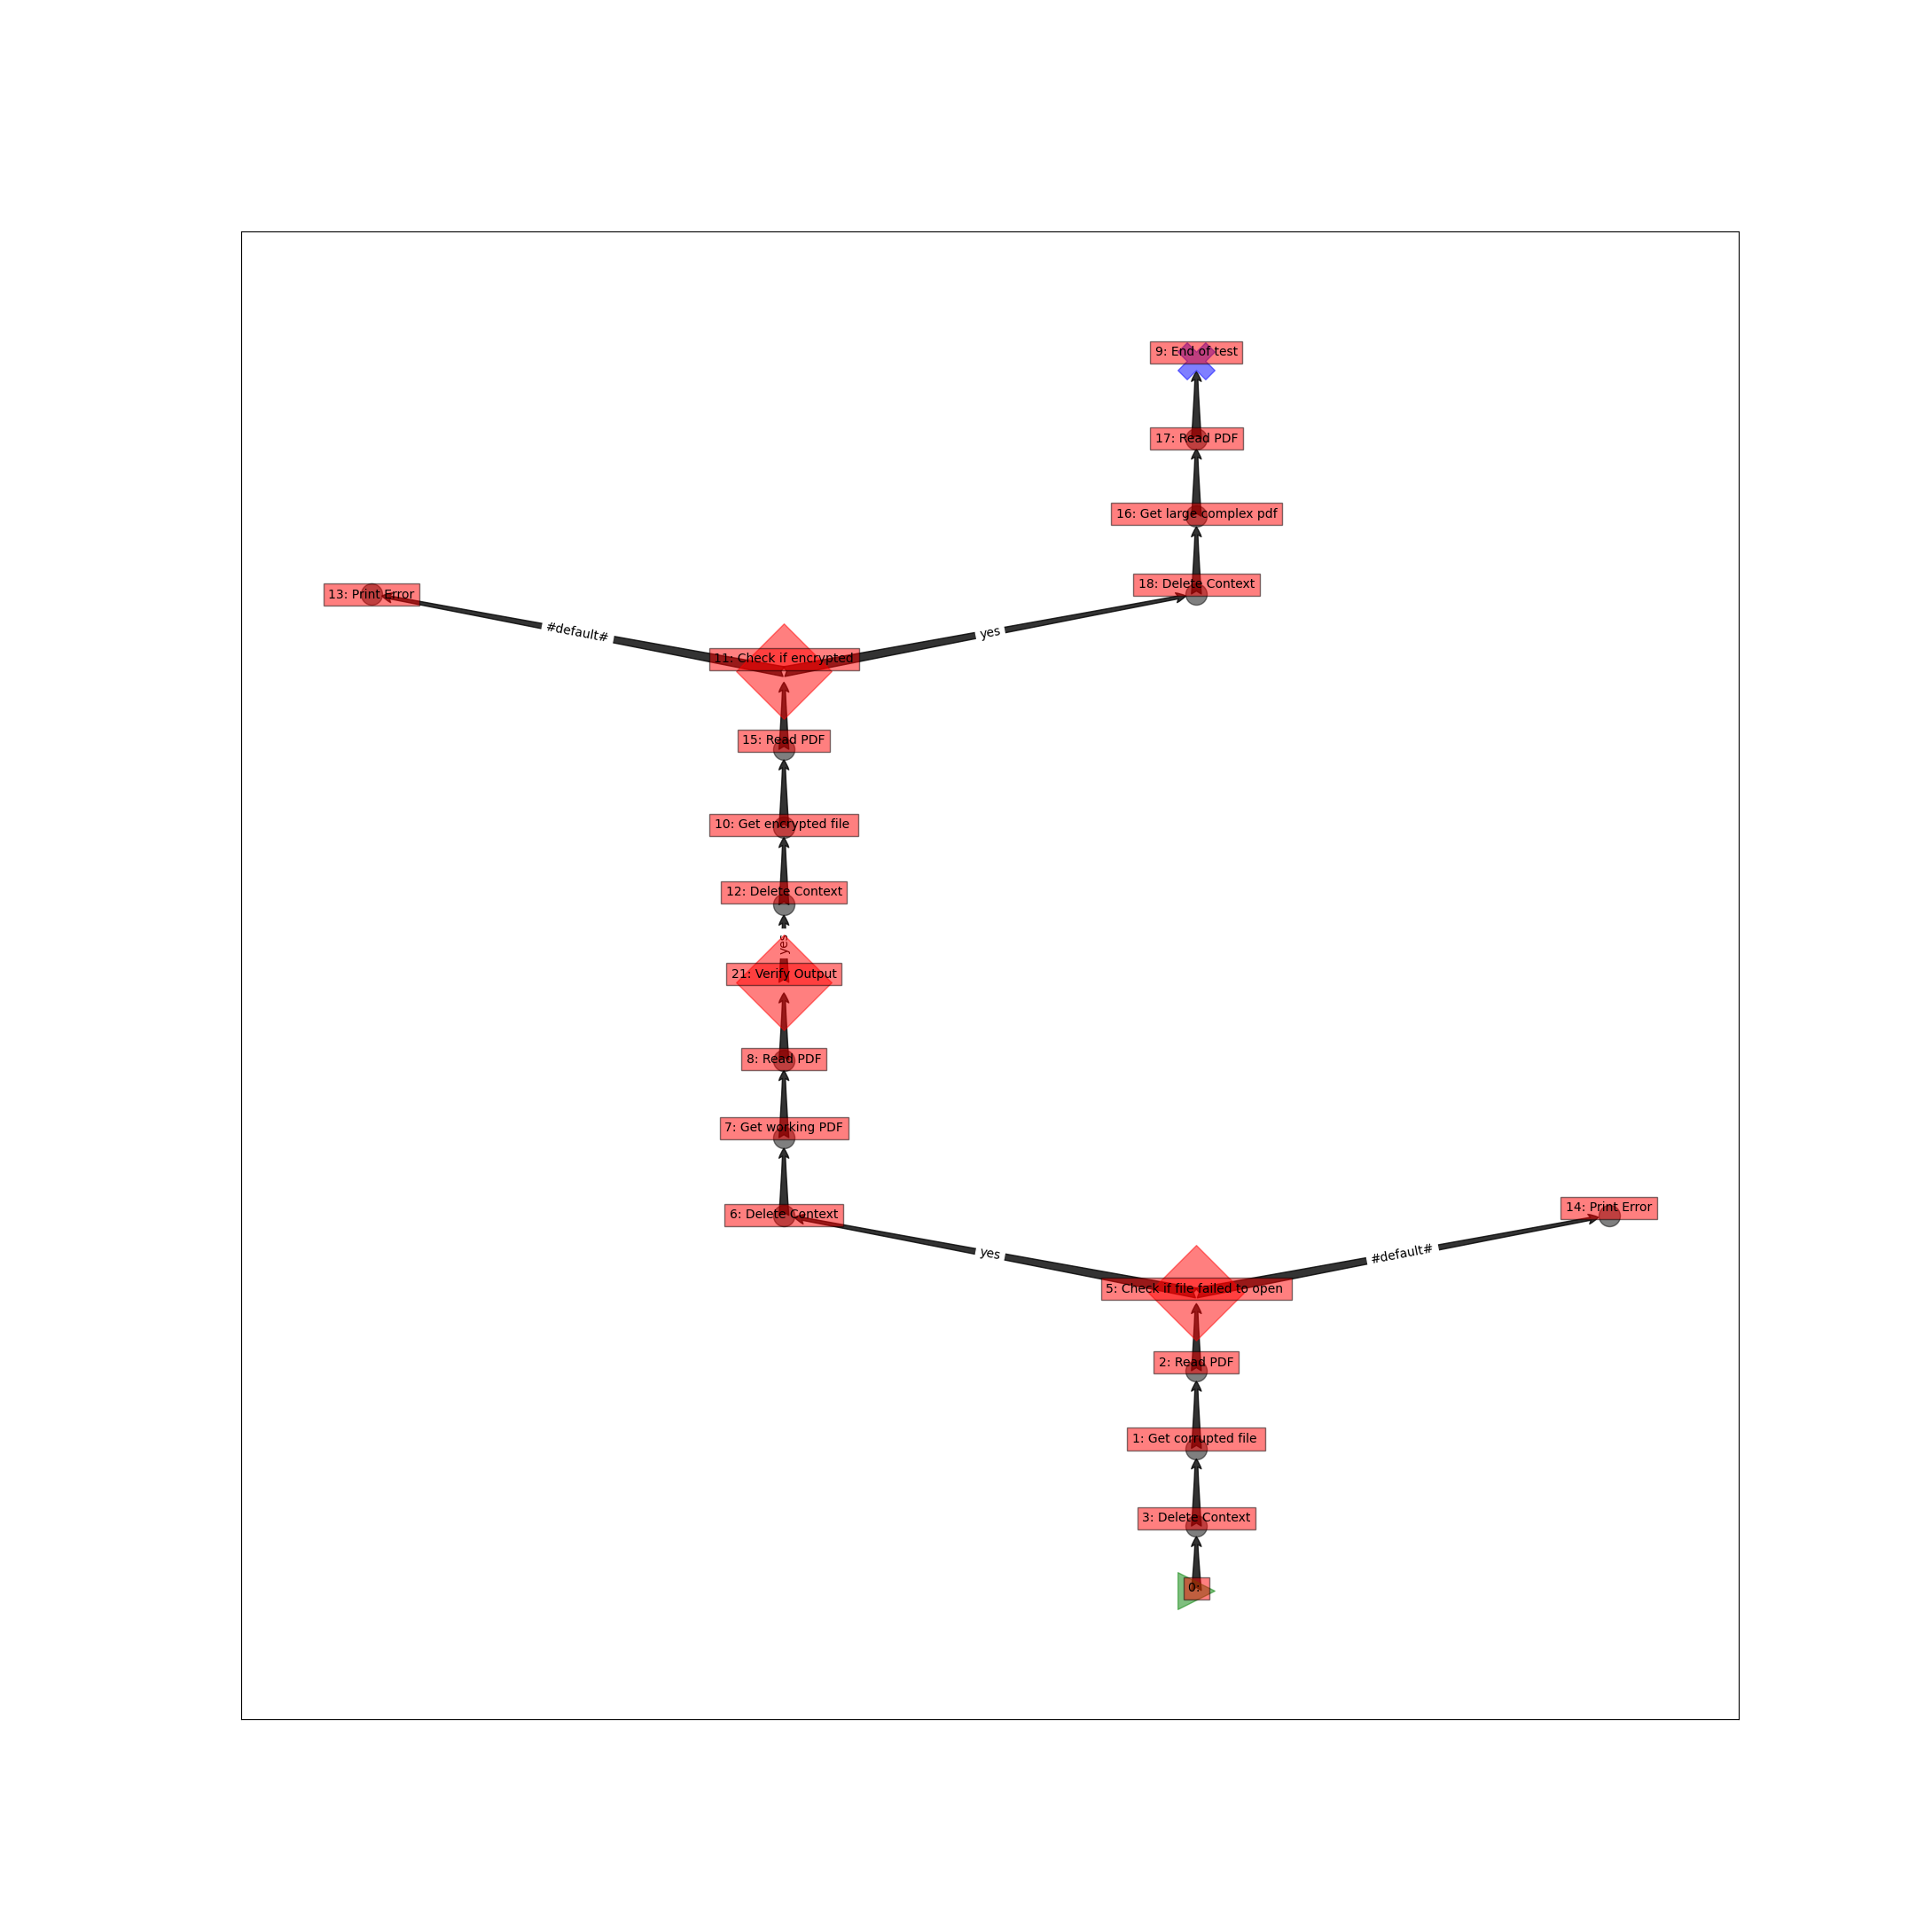 9: End of test
17: Read PDF
16: Get large complex pdf
18: Delete Context
13: Print Error
#default#
yes
11: Check if encrypted
15: Read PDF
10: Get encrypted file
12: Delete Context
yes
21: Verify Output
8: Read PDF
7: Get working PDF
14: Print Error
6: Delete Context
yes
#default#
5: Check if file failed to open
2: Read PDF
1: Get corrupted file
3: Delete Context
0: